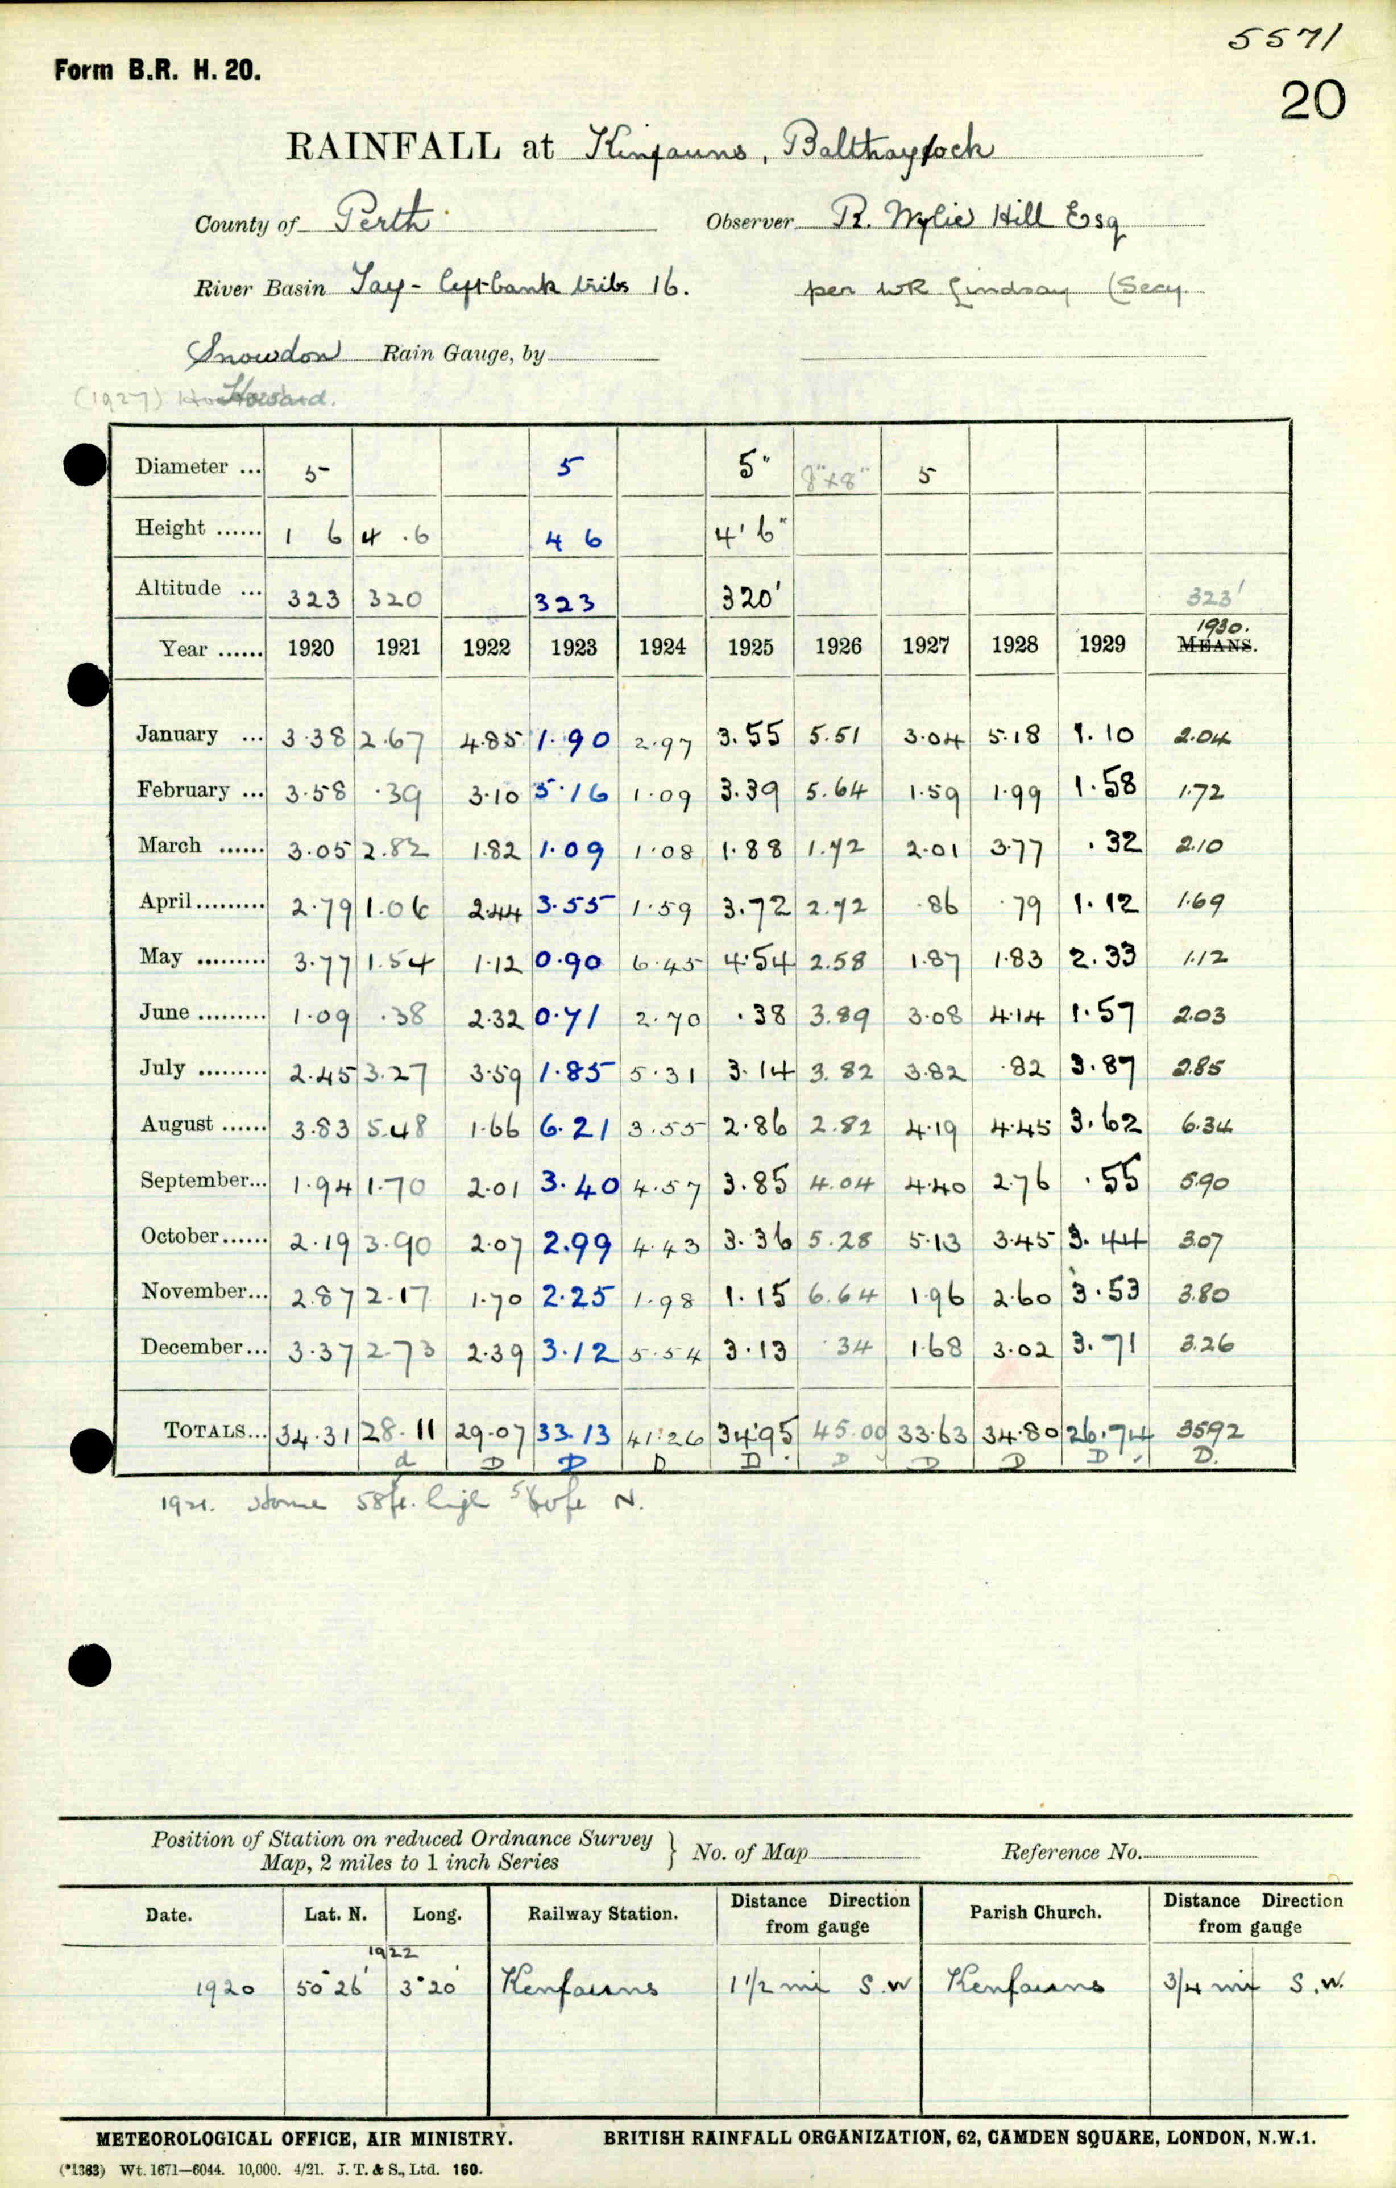 5571
Form B.R. H. 20.
20
RAINFALL at Kinfauns, Balthayock
County of Perth Observer R. Wylie Hill Esq
River Basin Tay - left bank tribs 16. per WR Lindsay (Secy
Snowdon Rain Gauge, by
(1927) Howard.
Diameter ... 5 5 5" 8"x8" 5
Height ...... 1 6 4 .6 4 6 4' 6"
Altitude ... 323 320 323 320' 323'
Year ...... 1920 1921 1922 1923 1924 1925 1926 1927 1928 1929 1930. MEANS.
January ... 3.38 2.67 4.85 1.90 2.97 3.55 5.51 3.04 5.18 1.10 2.04
February ... 3.58 .39 3.10 5.16 1.09 3.39 5.64 1.59 1.99 1.58 1.72
March ...... 3.05 2.82 1.82 1.09 1.08 1.88 1.72 2.01 3.77 .32 2.10
April ......... 2.79 1.06 2.44 3.55 1.59 3.72 2.72 .86 .79 1.12 1.69
May ......... 3.77 1.54 1.12 0.90 6.45 4.54 2.58 1.87 1.83 2.33 1.12
June ......... 1.09 .38 2.32 0.71 2.70 .38 3.89 3.08 4.14 1.57 2.03
July ......... 2.45 3.27 3.59 1.85 5.31 3.14 3.82 3.82 .82 3.87 2.85
August ...... 3.83 5.48 1.66 6.21 3.55 2.86 2.82 4.19 4.45 3.62 6.34
September... 1.94 1.70 2.01 3.40 4.57 3.85 4.04 4.40 2.76 .55 5.90
October...... 2.19 3.90 2.07 2.99 4.43 3.36 5.28 5.13 3.45 3.44 3.07
November... 2.87 2.17 1.70 2.25 1.98 1.15 6.64 1.96 2.60 3.53 3.80
December... 3.37 2.73 2.39 3.12 5.54 3.13 .34 1.68 3.02 3.71 3.26
TOTALS... 34.31 28.11 29.07 33.13 41.26 34.95 45.00 33.63 34.80 26.74 35.92
d D D D D D D D D D.
1921. 58ft. high N.
Position of Station on reduced Ordnance Survey
Map, 2 miles to 1 inch Series } No. of Map Reference No.
Date. Lat. N. Long. Railway Station. Distance Direction from gauge Parish Church. Distance Direction from gauge
1922
1920 50°26' 3°20' Kenfauns 1 1/2 mi S.W Kenfauns 3/4 mi S.W.
METEOROLOGICAL OFFICE, AIR MINISTRY. BRITISH RAINFALL ORGANIZATION, 62, CAMDEN SQUARE, LONDON, N.W.1.
(*1363) Wt. 1671—6044. 10,000. 4/21. J. T. & S., Ltd. 160.